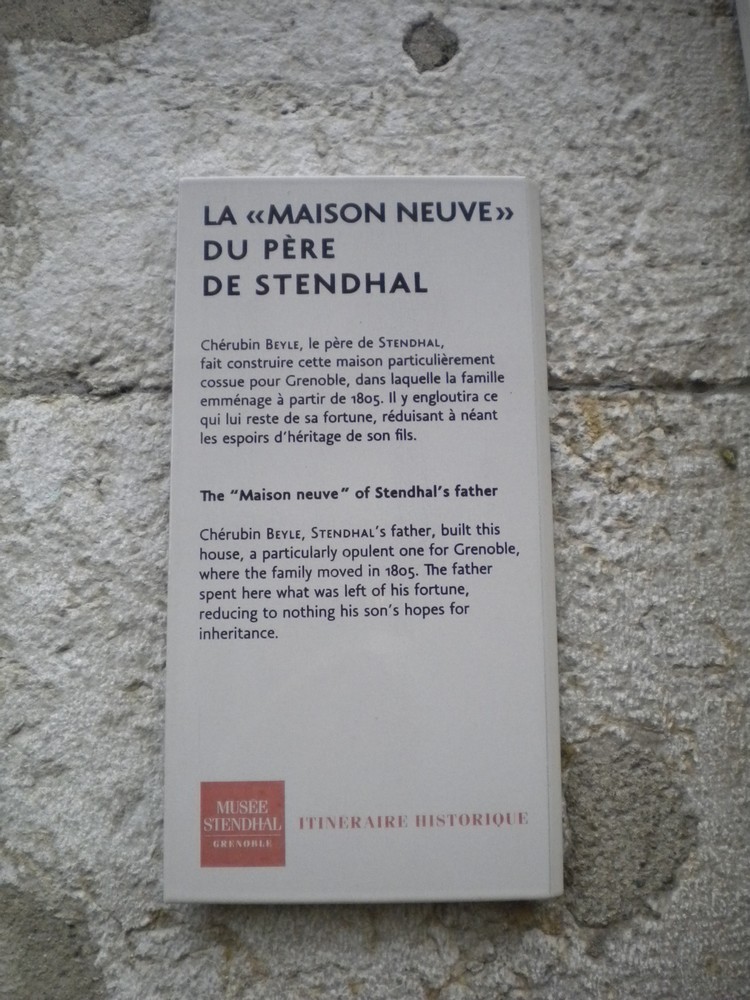 LA «MAISON NEUVE»
DU PÈRE
DE STENDHAL
Chérubin BEYLE, le père de STENDHAL,
fait construire cette maison particulièrement
cossue pour Grenoble, dans laquelle la famille
emménage à partir de 1805. Il y engloutira ce
qui lui reste de sa fortune, réduisant à néant
les espoirs d'héritage de son fils.
The "Maison neuve" of Stendhal's father
Chérubin BEYLE, STENDHAL's father, built this
house, a particularly opulent one for Grenoble,
where the family moved in 1805. The father
spent here what was left of his fortune,
reducing to nothing his son's hopes for
inheritance.
MUSÉE
STENDHAL
GRENOBLE
ITINÉRAIRE HISTORIQUE